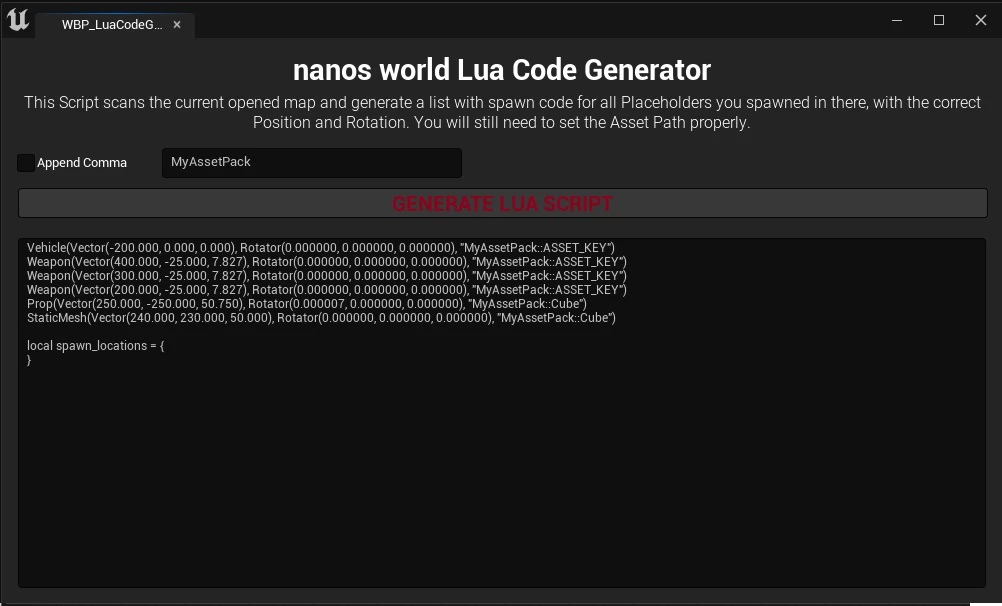 WBP_LuaCodeG...
nanos world Lua Code Generator
This Script scans the current opened map and generate a list with spawn code for all Placeholders you spawned in there, with the correct
Position and Rotation. You will still need to set the Asset Path properly.
Append Comma
MyAssetPack
GENERATE LUA SCRIPT
Vehicle(Vector(-200.000, 0.000, 0.000), Rotator(0.000000, 0.000000, 0.000000), "MyAssetPack::ASSET_KEY")
Weapon(Vector(400.000, -25.000, 7.827), Rotator(0.000000, 0.000000, 0.000000), "MyAssetPack::ASSET_KEY")
Weapon(Vector(300.000, -25.000, 7.827), Rotator(0.000000, 0.000000, 0.000000), "MyAssetPack::ASSET_KEY")
Weapon(Vector(200.000, -25.000, 7.827), Rotator(0.000000, 0.000000, 0.000000), "MyAssetPack::ASSET_KEY")
Prop(Vector(250.000, -250.000, 50.750), Rotator(0.000007, 0.000000, 0.000000), "MyAssetPack::Cube")
StaticMesh(Vector(240.000, 230.000, 50.000), Rotator(0.000000, 0.000000, 0.000000), "MyAssetPack::Cube")
local spawn_locations = {
}